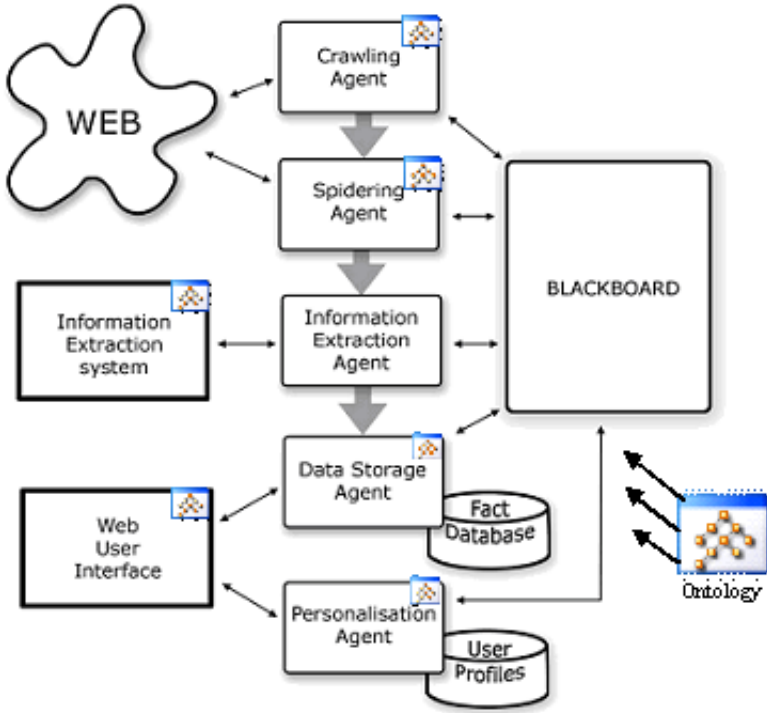 WEB
Crawling
Agent
Spidering
Agent
BLACKBOARD
Information
Extraction
system
Information
Extraction
Agent
Data Storage
Agent
Fact
Database
Web
User
Interface
Ontology
Personalisation
Agent
User
Profiles